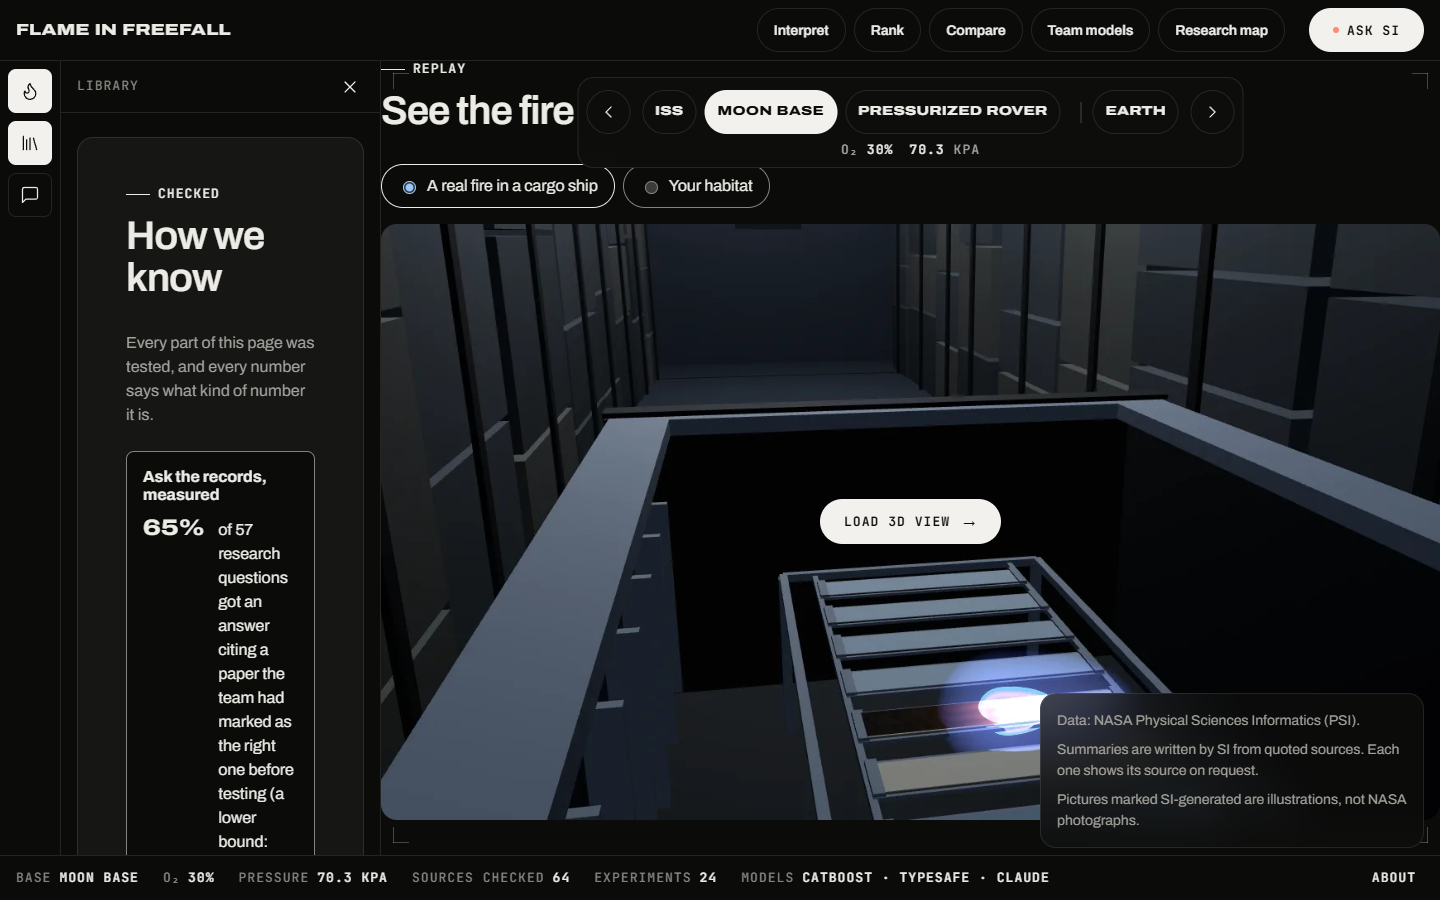 FLAME IN FREEFALL
Interpret
Rank
Compare
Team models
Research map
ASK SI
LIBRARY
CHECKED
How we
know
Every part of this page was
tested, and every number
says what kind of number
it is.
Ask the records,
measured
65% of 57
research
questions
got an
answer
citing a
paper the
team had
marked as
the right
one before
testing (a
lower
bound:
REPLAY
See the fire
ISS
MOON BASE
PRESSURIZED ROVER
EARTH
O₂ 30% 70.3 KPA
A real fire in a cargo ship
Your habitat
LOAD 3D VIEW →
Data: NASA Physical Sciences Informatics (PSI).
Summaries are written by SI from quoted sources. Each
one shows its source on request.
Pictures marked SI-generated are illustrations, not NASA
photographs.
BASE MOON BASE O₂ 30% PRESSURE 70.3 KPA SOURCES CHECKED 64 EXPERIMENTS 24 MODELS CATBOOST · TYPESAFE · CLAUDE ABOUT